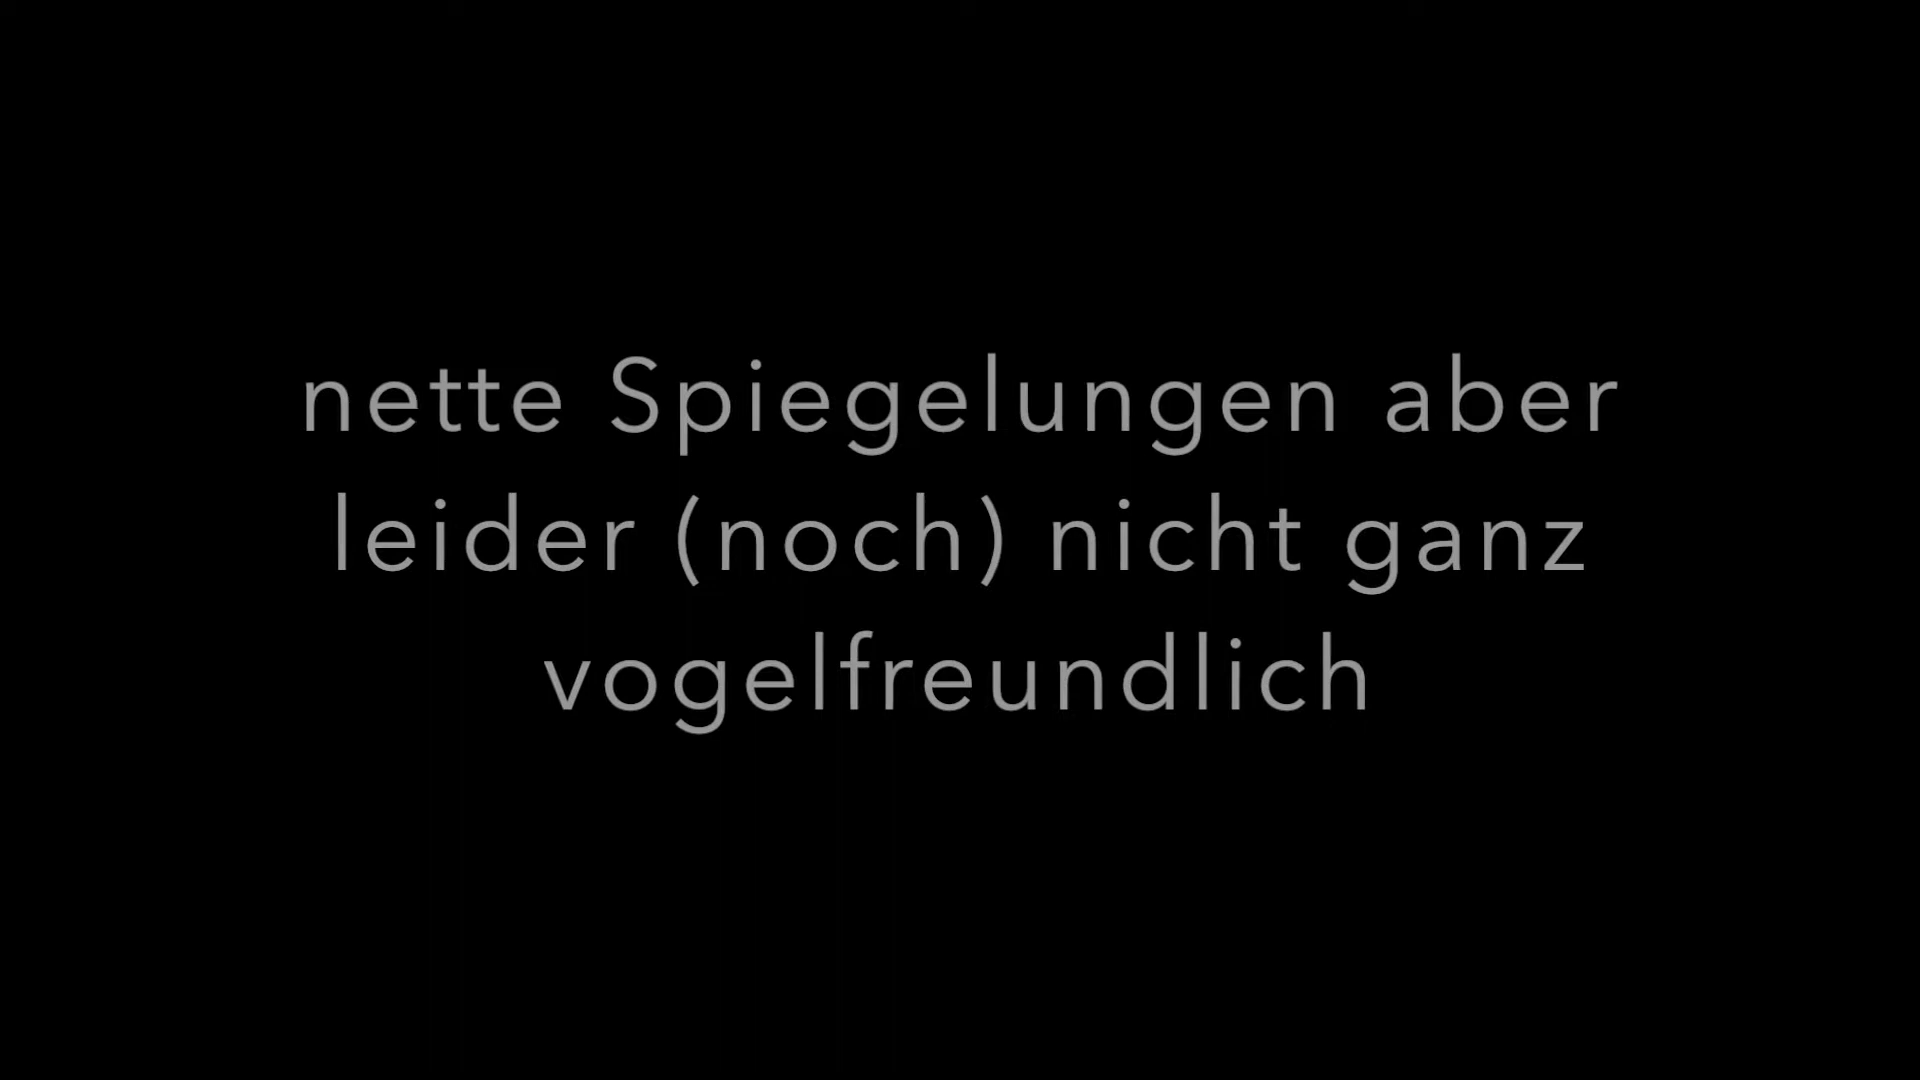 nette Spiegelungen aber
leider (noch) nicht ganz
vogelfreundlich